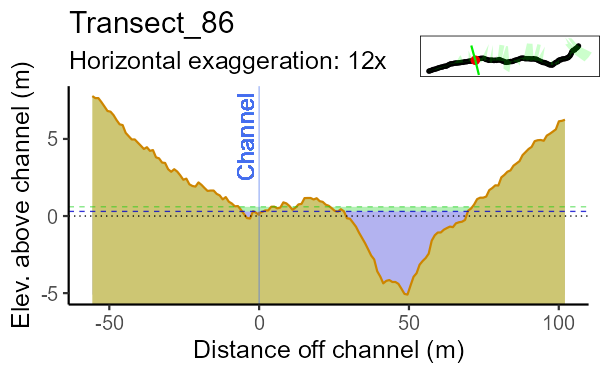 Transect_86
Horizontal exaggeration: 12x
Elev. above channel (m)
5
0
-5
Channel
-50
0
50
100
Distance off channel (m)